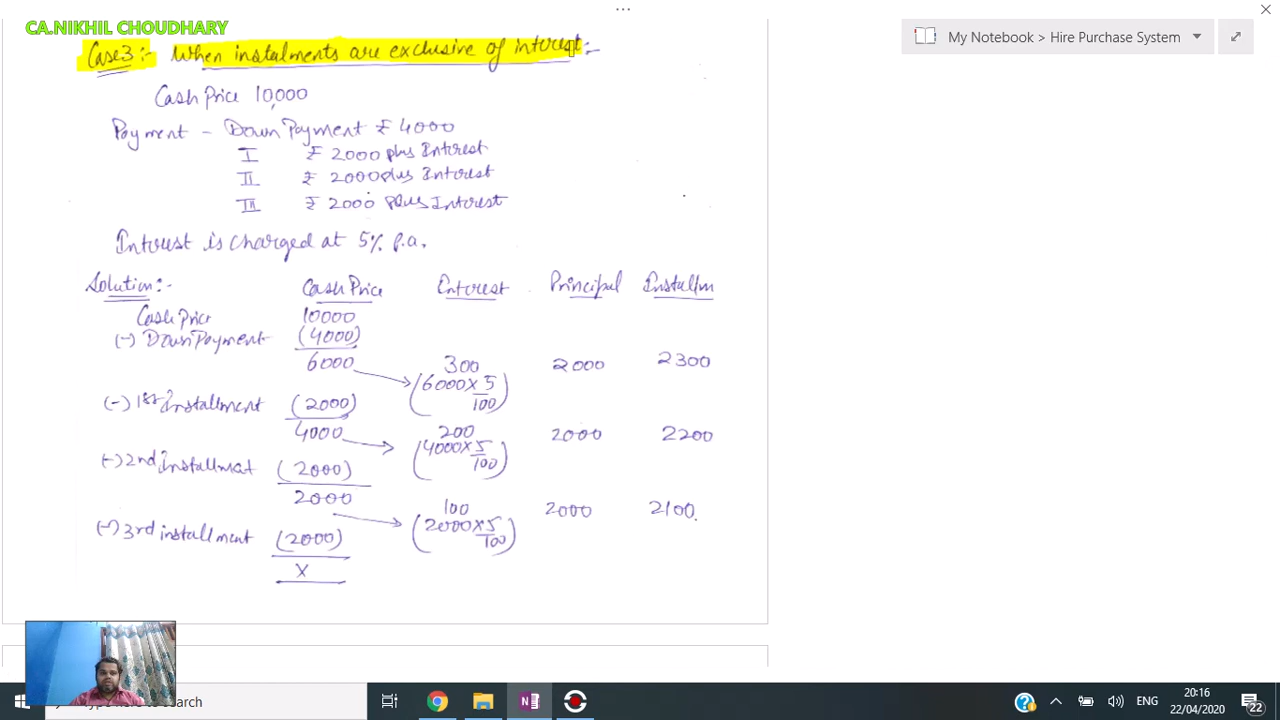 CA.NIKHIL CHOUDHARY
My Notebook > Hire Purchase System
Case3:- When instalments are exclusive of interest:-
Cash Price 10,000
Payment - Down Payment ₹ 4000
I ₹ 2000 plus Interest
II ₹ 2000 plus Interest
III ₹ 2000 plus Interest
Interest is charged at 5% p.a.
Solution:- Cash Price Interest Principal Installm
Cash Price 10000
(-) Down Payment (4000)
6000 300 2000 2300
(6000 x 5/100)
(-) 1st Installment (2000)
4000 200 2000 2200
(4000 x 5/100)
(-) 2nd Installment (2000)
2000 100 2000 2100
(2000 x 5/100)
(-) 3rd installment (2000)
X
search
ENG
20:16
22/04/2020
22